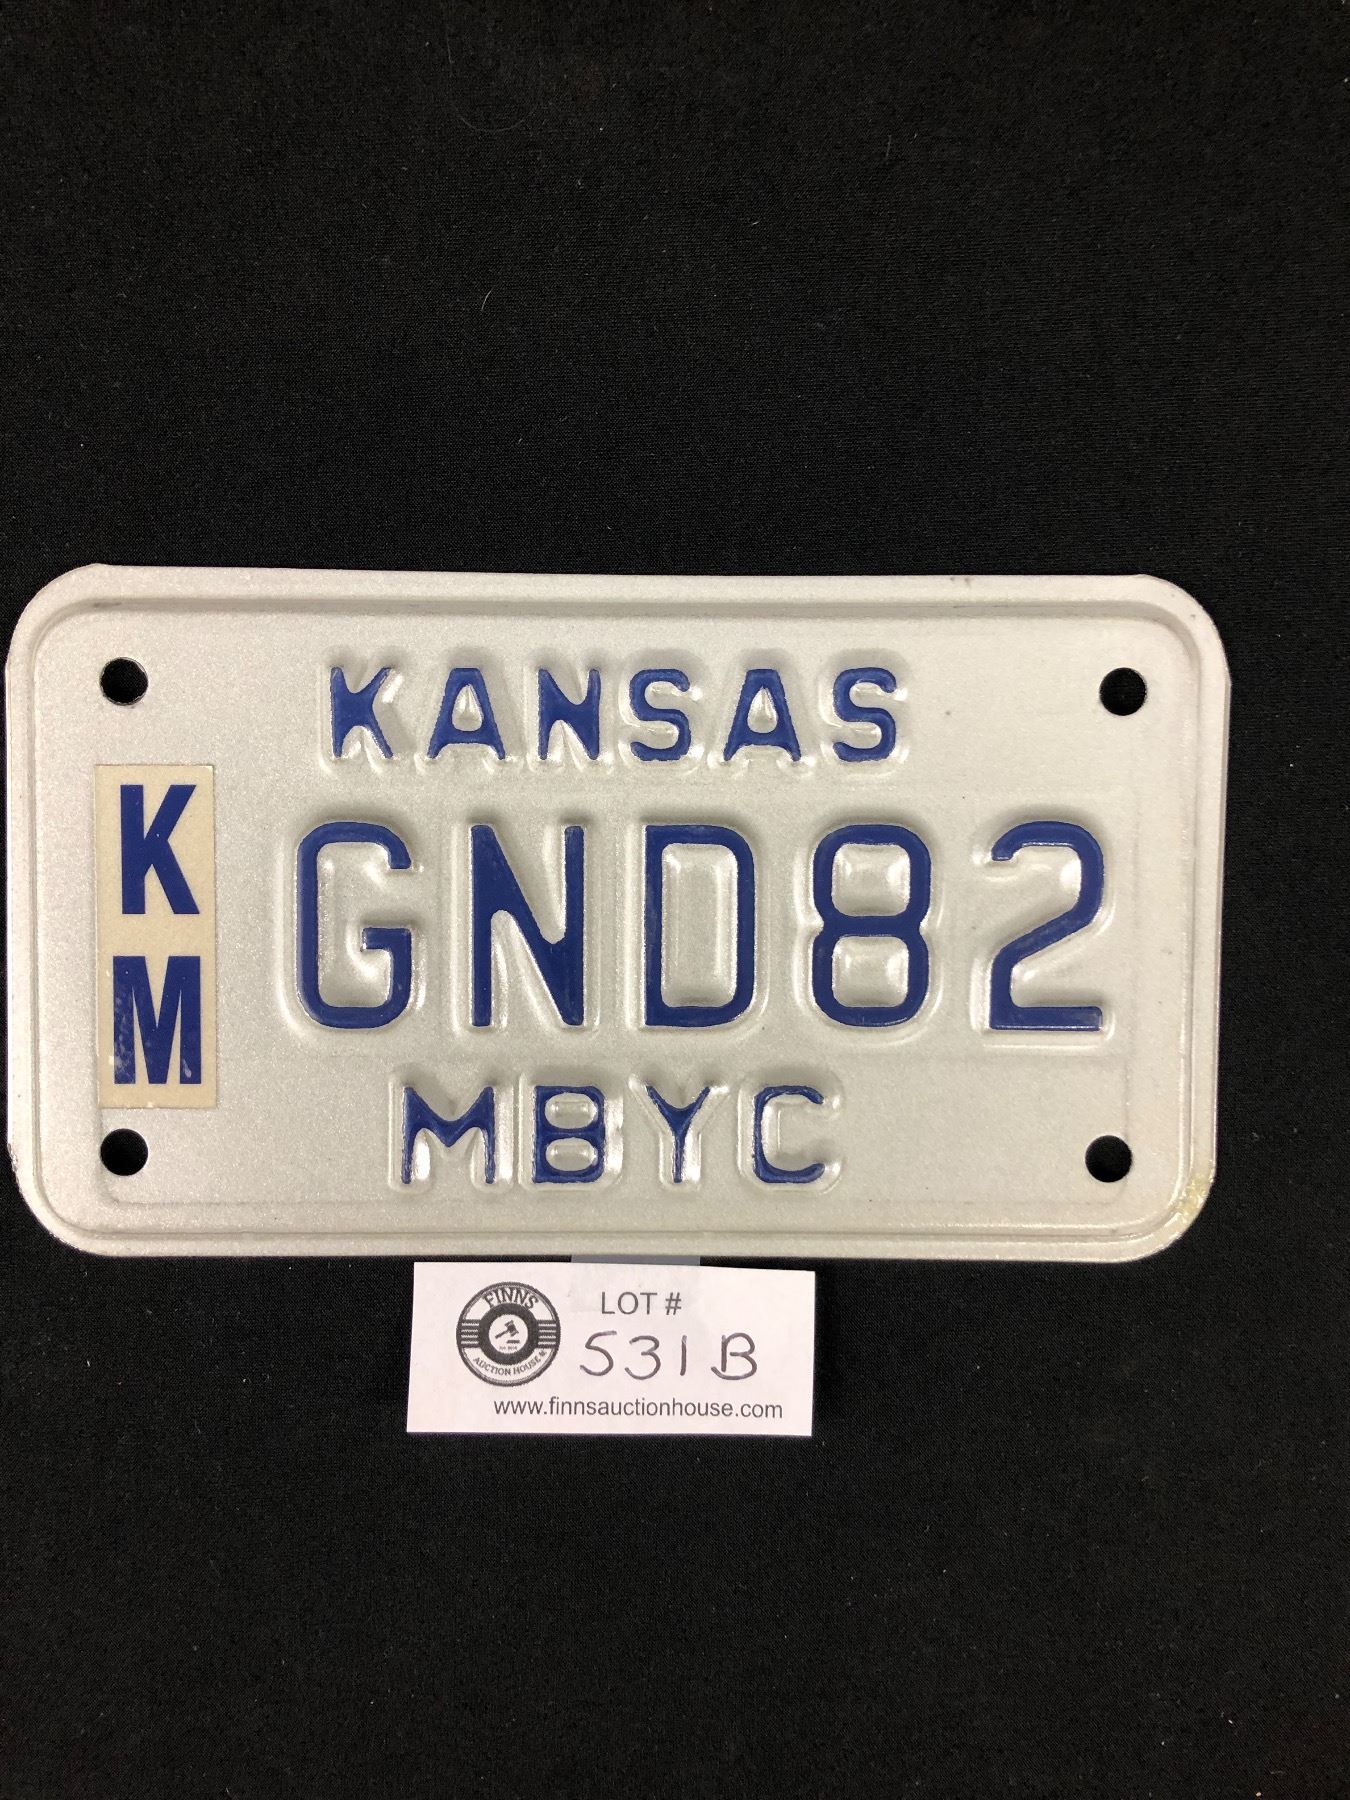 KANSAS
K
M
GND82
MBYC
FINNS
AUCTION HOUSE
LOT #
531B
www.finnsauctionhouse.com